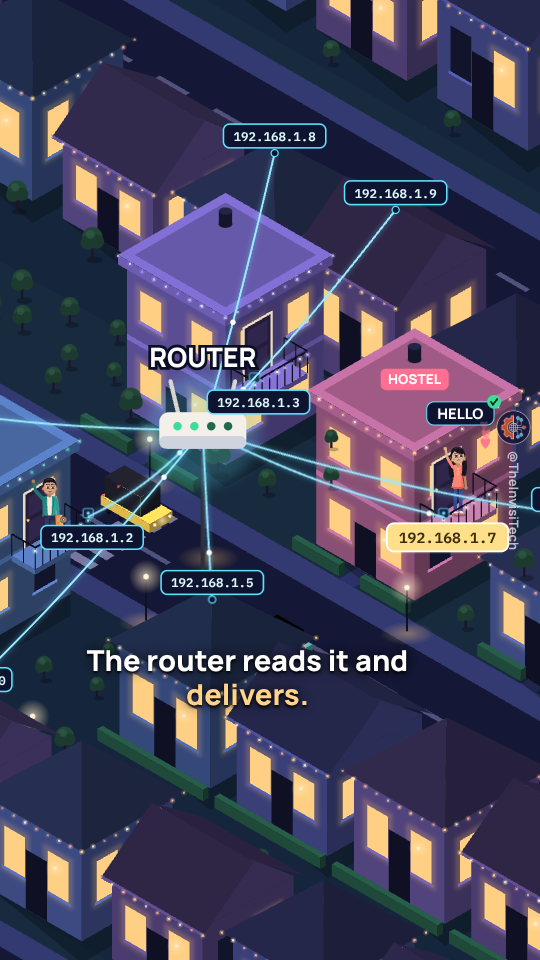 192.168.1.8
192.168.1.9
ROUTER
HOSTEL
192.168.1.3
HELLO
@TheInvisiTech
192.168.1.2
192.168.1.7
192.168.1.5
0
The router reads it and
delivers.